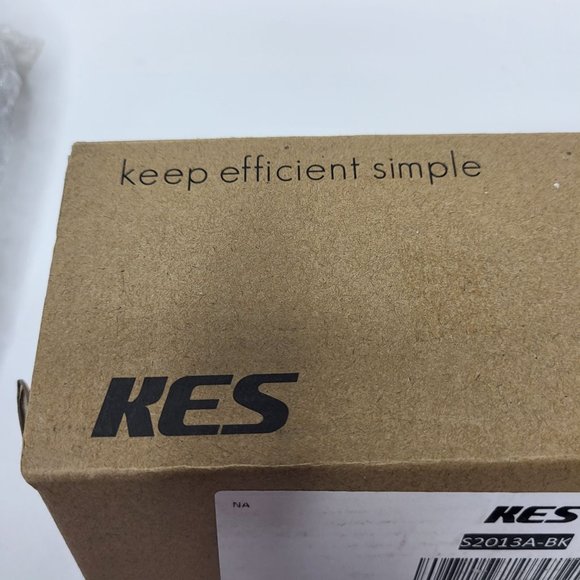 keep efficient simple
KES
NA
KES
S2013A-BK